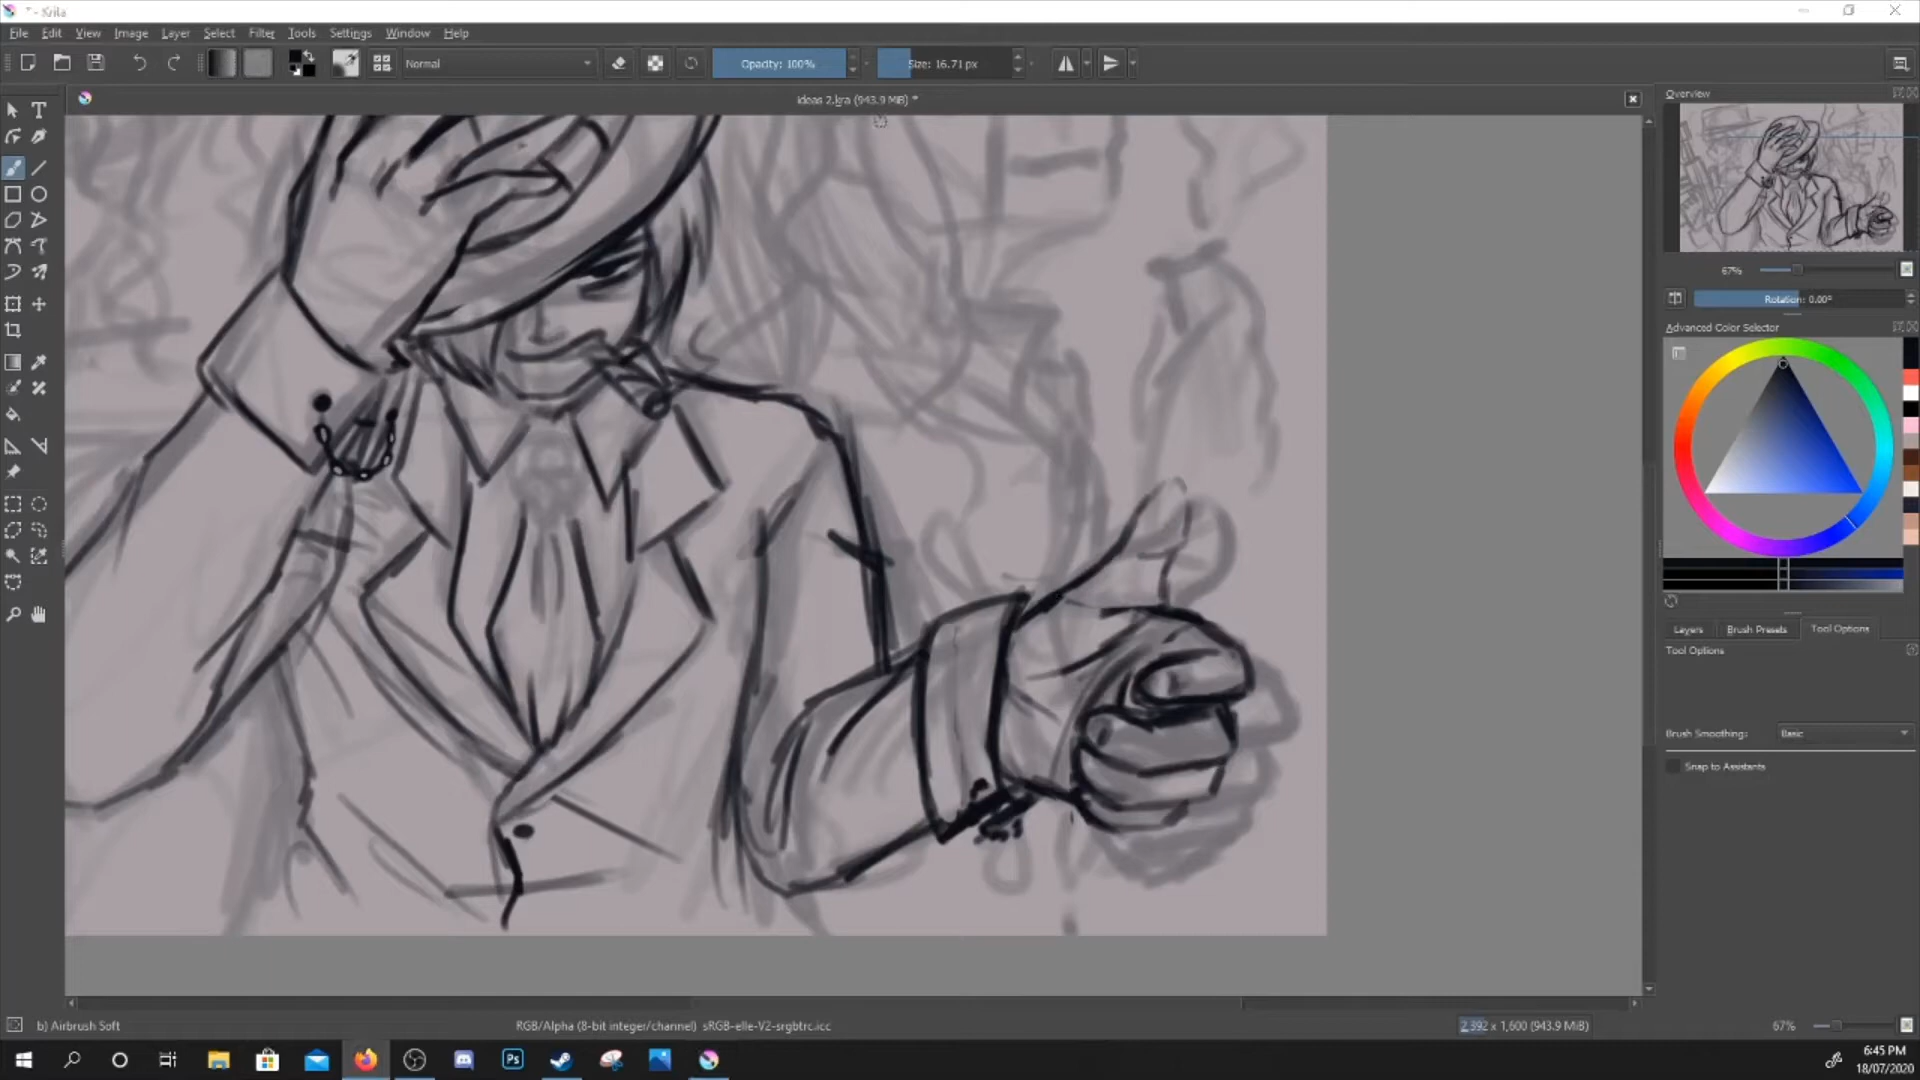 * - Krita
File Edit View Image Layer Select Filter Tools Settings Window Help
Normal
Opacity: 100%
Size: 16.71 px
ideas 2.kra (943.9 MiB) *
Overview
67%
Rotation: 0.00°
Advanced Color Selector
Layers Brush Presets Tool Options
Tool Options
Brush Smoothing: Basic
Snap to Assistants
b) Airbrush Soft
RGB/Alpha (8-bit integer/channel) sRGB-elle-V2-srgbtrc.icc
2,392 x 1,600 (943.9 MiB)
67%
Ps
6:45 PM
18/07/2020